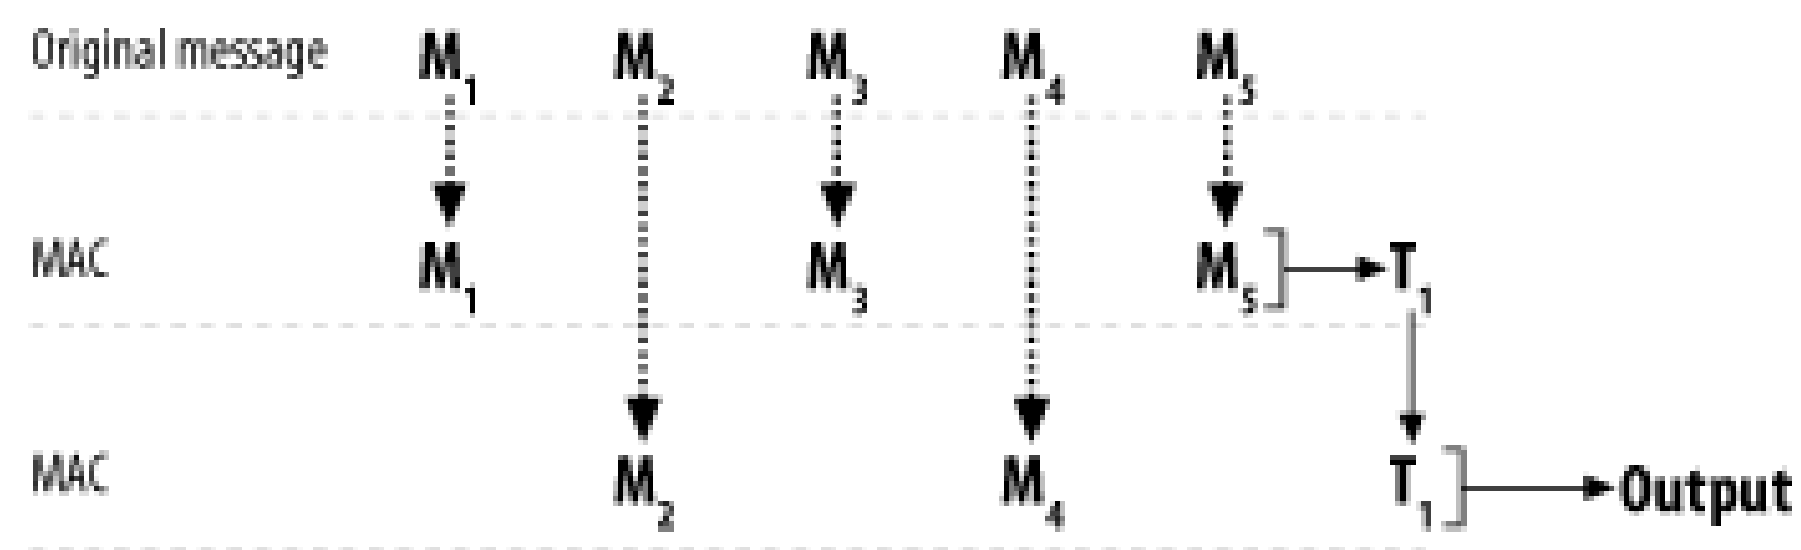 Original message M1 M2 M3 M4 M5
MAC M1 M3 M5 T1
MAC M2 M4 T1 Output